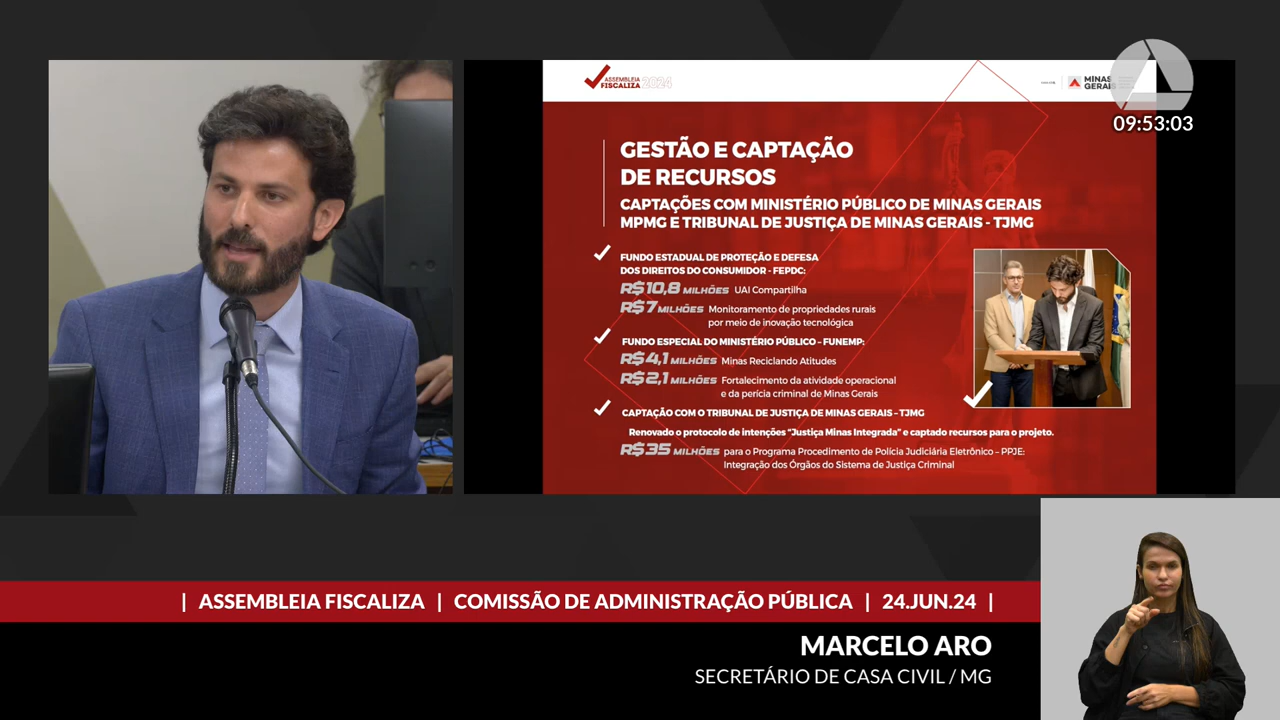 ASSEMBLEIA
FISCALIZA 2024
MINAS
GERAIS
09:53:03
GESTÃO E CAPTAÇÃO
DE RECURSOS
CAPTAÇÕES COM MINISTÉRIO PÚBLICO DE MINAS GERAIS
MPMG E TRIBUNAL DE JUSTIÇA DE MINAS GERAIS - TJMG
FUNDO ESTADUAL DE PROTEÇÃO E DEFESA
DOS DIREITOS DO CONSUMIDOR - FEPDC:
R$10,8 MILHÕES UAI Compartilha
R$7 MILHÕES Monitoramento de propriedades rurais
por meio de inovação tecnológica
FUNDO ESPECIAL DO MINISTÉRIO PÚBLICO – FUNEMP:
R$4,1 MILHÕES Minas Reciclando Atitudes
R$2,1 MILHÕES Fortalecimento da atividade operacional
e da perícia criminal de Minas Gerais
CAPTAÇÃO COM O TRIBUNAL DE JUSTIÇA DE MINAS GERAIS – TJMG
Renovado o protocolo de intenções “Justiça Minas Integrada” e captado recursos para o projeto.
R$35 MILHÕES para o Programa Procedimento de Polícia Judiciária Eletrônico – PPJE:
Integração dos Órgãos do Sistema de Justiça Criminal
| ASSEMBLEIA FISCALIZA | COMISSÃO DE ADMINISTRAÇÃO PÚBLICA | 24.JUN.24 |
MARCELO ARO
SECRETÁRIO DE CASA CIVIL / MG